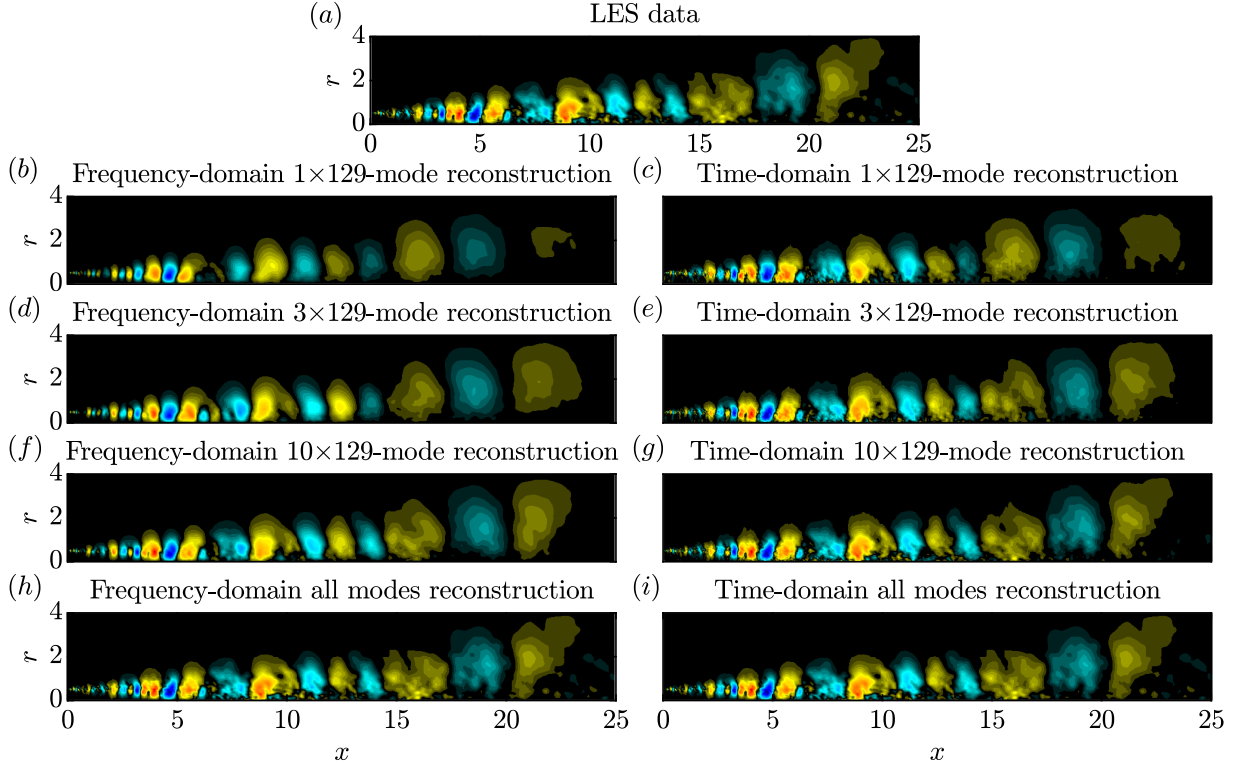 (a) LES data
r
4
2
0
0 5 10 15 20 25
(b) Frequency-domain 1×129-mode reconstruction
(c) Time-domain 1×129-mode reconstruction
r
4
2
0
(d) Frequency-domain 3×129-mode reconstruction
(e) Time-domain 3×129-mode reconstruction
r
4
2
0
(f) Frequency-domain 10×129-mode reconstruction
(g) Time-domain 10×129-mode reconstruction
r
4
2
0
(h) Frequency-domain all modes reconstruction
(i) Time-domain all modes reconstruction
r
4
2
0
0 5 10 15 20 25
0 5 10 15 20 25
x
x